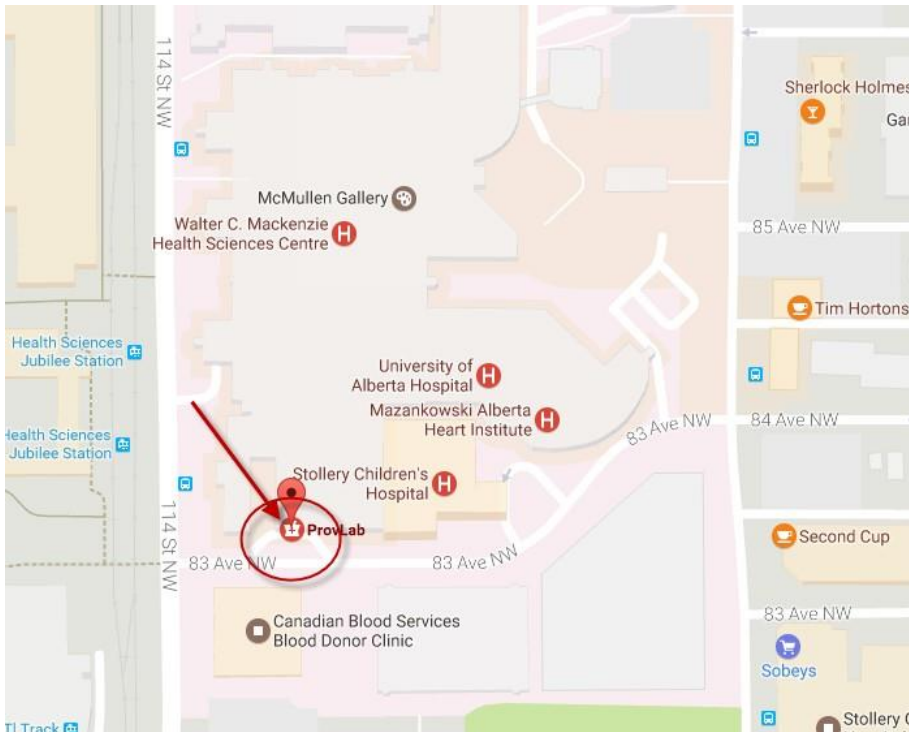 114 St NW
Sherlock Holmes
Gar
McMullen Gallery
Walter C. Mackenzie
Health Sciences Centre
85 Ave NW
Tim Hortons
Health Sciences
Jubilee Station
University of
Alberta Hospital
Mazankowski Alberta
Heart Institute
83 Ave NW
84 Ave NW
Health Sciences
Jubilee Station
Stollery Children's
Hospital
114 St NW
ProvLab
Second Cup
83 Ave NW
83 Ave NW
83 Ave NW
Canadian Blood Services
Blood Donor Clinic
Sobeys
Stollery
TI Track